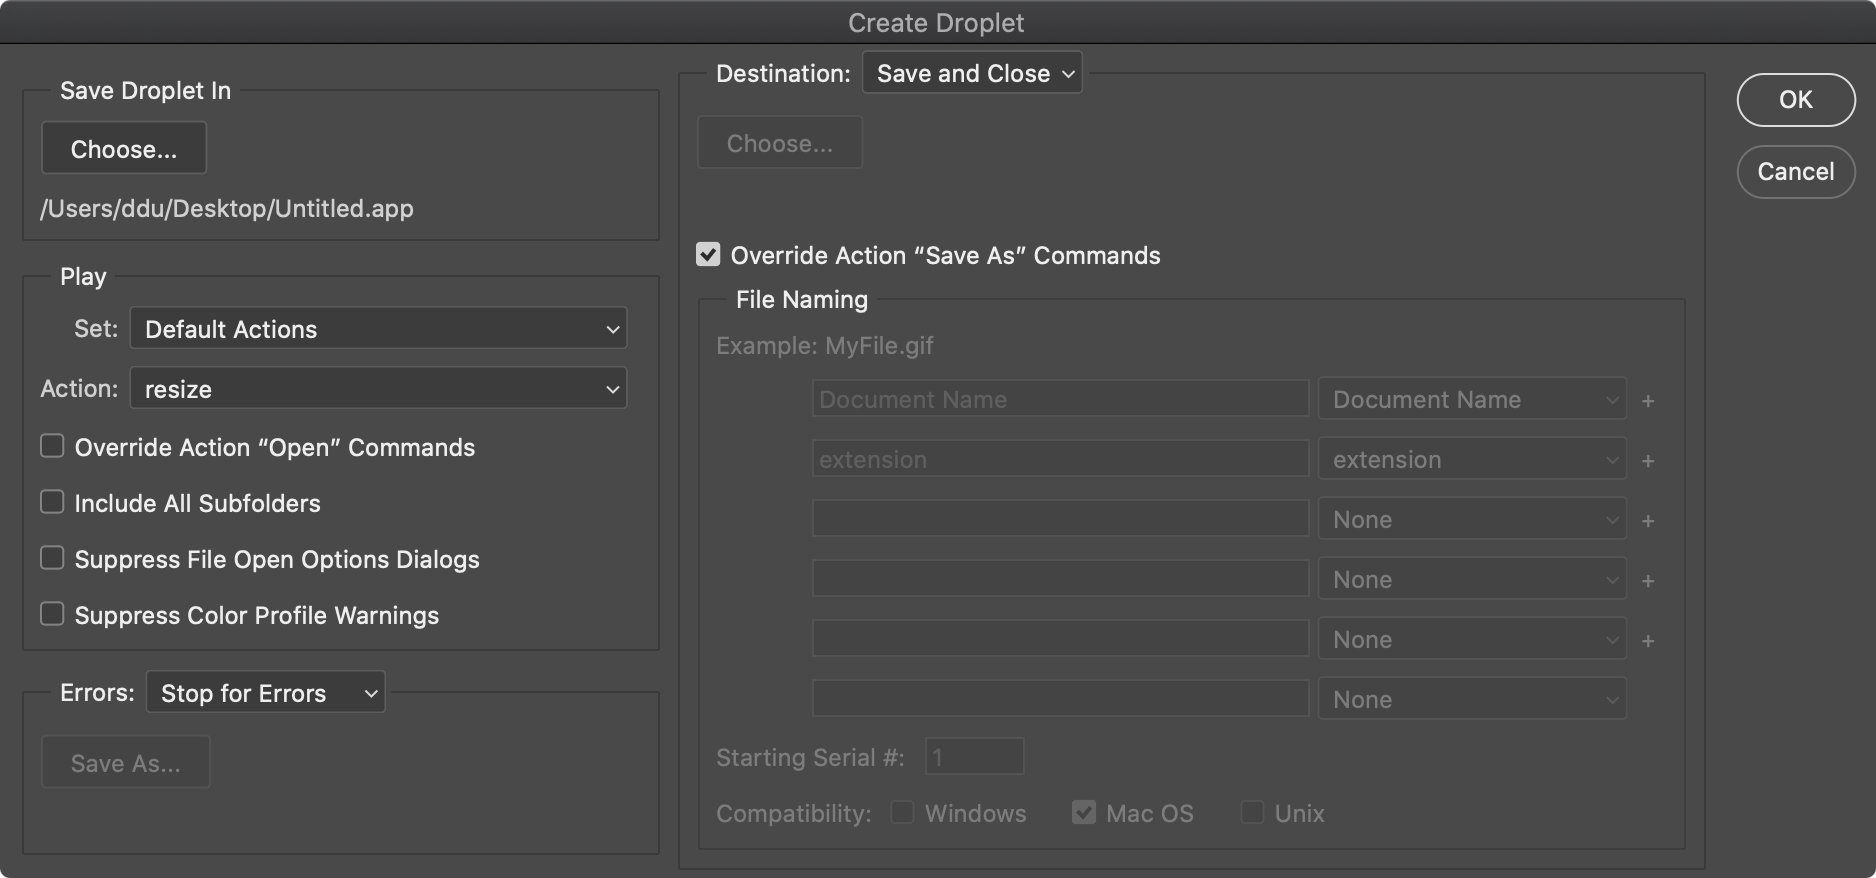 Create Droplet
Save Droplet In
Choose...
/Users/ddu/Desktop/Untitled.app
Play
Set: Default Actions
Action: resize
Override Action “Open” Commands
Include All Subfolders
Suppress File Open Options Dialogs
Suppress Color Profile Warnings
Errors: Stop for Errors
Save As...
Destination: Save and Close
Choose...
Override Action “Save As” Commands
File Naming
Example: MyFile.gif
Document Name Document Name +
extension extension +
None +
None +
None +
None
Starting Serial #: 1
Compatibility: Windows Mac OS Unix
OK
Cancel